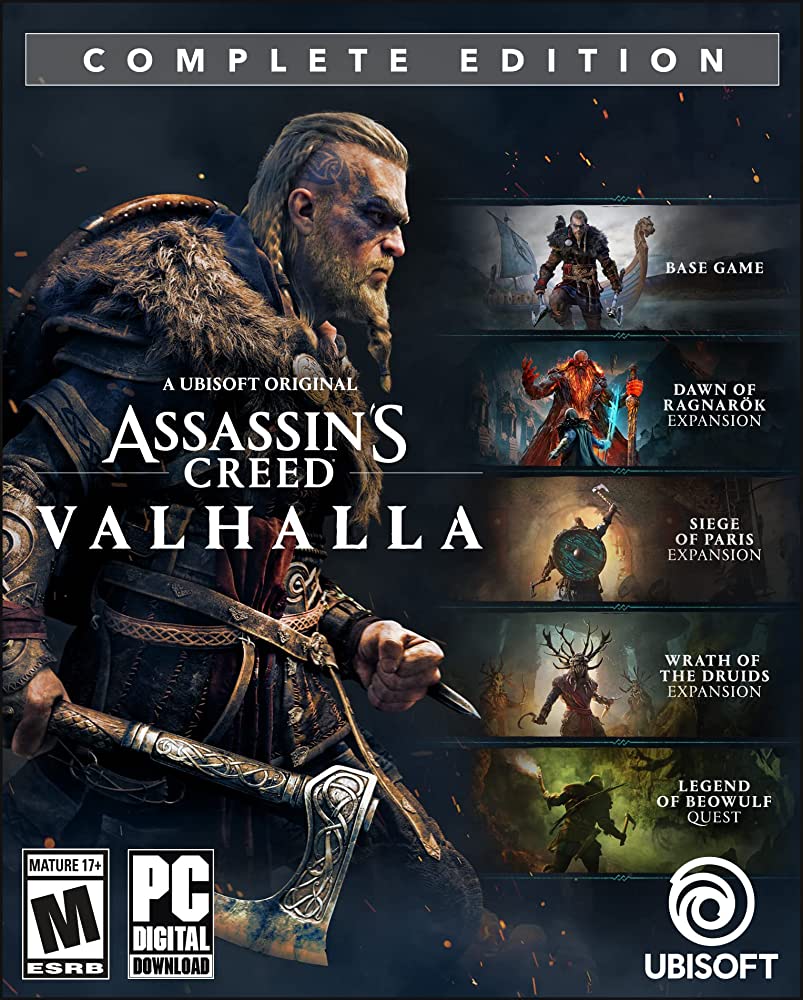 COMPLETE EDITION
A UBISOFT ORIGINAL
ASSASSIN'S
CREED
VALHALLA
BASE GAME
DAWN OF
RAGNARÖK
EXPANSION
SIEGE
OF PARIS
EXPANSION
WRATH OF
THE DRUIDS
EXPANSION
LEGEND
OF BEOWULF
QUEST
MATURE 17+
M
ESRB
PC
DIGITAL
DOWNLOAD
UBISOFT